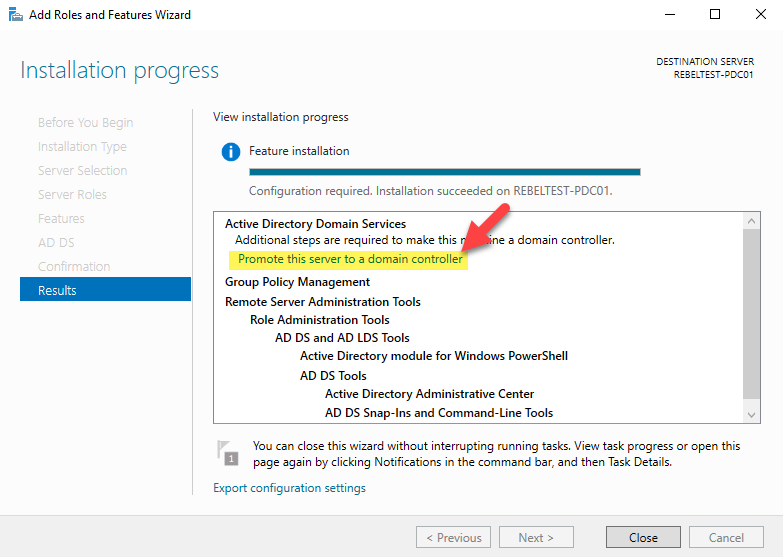 Add Roles and Features Wizard
Installation progress
DESTINATION SERVER
REBELTEST-PDC01
Before You Begin
Installation Type
Server Selection
Server Roles
Features
AD DS
Confirmation
Results
View installation progress
Feature installation
Configuration required. Installation succeeded on REBELTEST-PDC01.
Active Directory Domain Services
Additional steps are required to make this machine a domain controller.
Promote this server to a domain controller
Group Policy Management
Remote Server Administration Tools
Role Administration Tools
AD DS and AD LDS Tools
Active Directory module for Windows PowerShell
AD DS Tools
Active Directory Administrative Center
AD DS Snap-Ins and Command-Line Tools
1
You can close this wizard without interrupting running tasks. View task progress or open this
page again by clicking Notifications in the command bar, and then Task Details.
Export configuration settings
< Previous
Next >
Close
Cancel